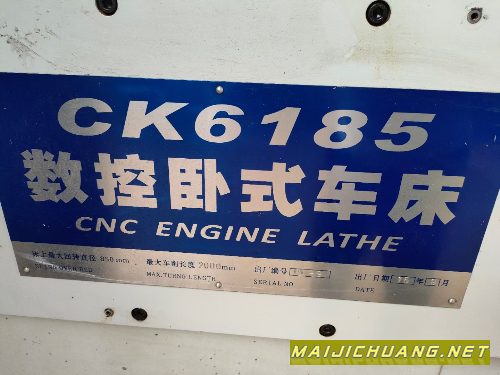 CK6185
数控卧式车床
CNC ENGINE LATHE
床上最大回转直径 850mm 最大车削长度 2000mm 出厂编号 出厂日期 年 月
SWING OVER BED MAX.TURNG LENGTH SERIAL NO DATE
MAIJICHUANG.NET